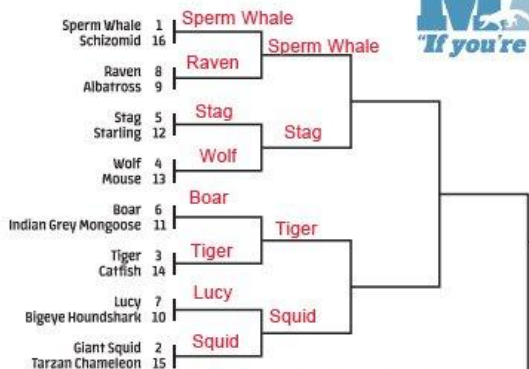 M
"If you're
Sperm Whale 1
Schizomid 16
Sperm Whale
Sperm Whale
Raven 8
Albatross 9
Raven
Stag 5
Starling 12
Stag
Stag
Wolf 4
Mouse 13
Wolf
Boar 6
Indian Grey Mongoose 11
Boar
Tiger
Tiger 3
Catfish 14
Tiger
Lucy 7
Bigeye Houndshark 10
Lucy
Squid
Giant Squid 2
Tarzan Chameleon 15
Squid